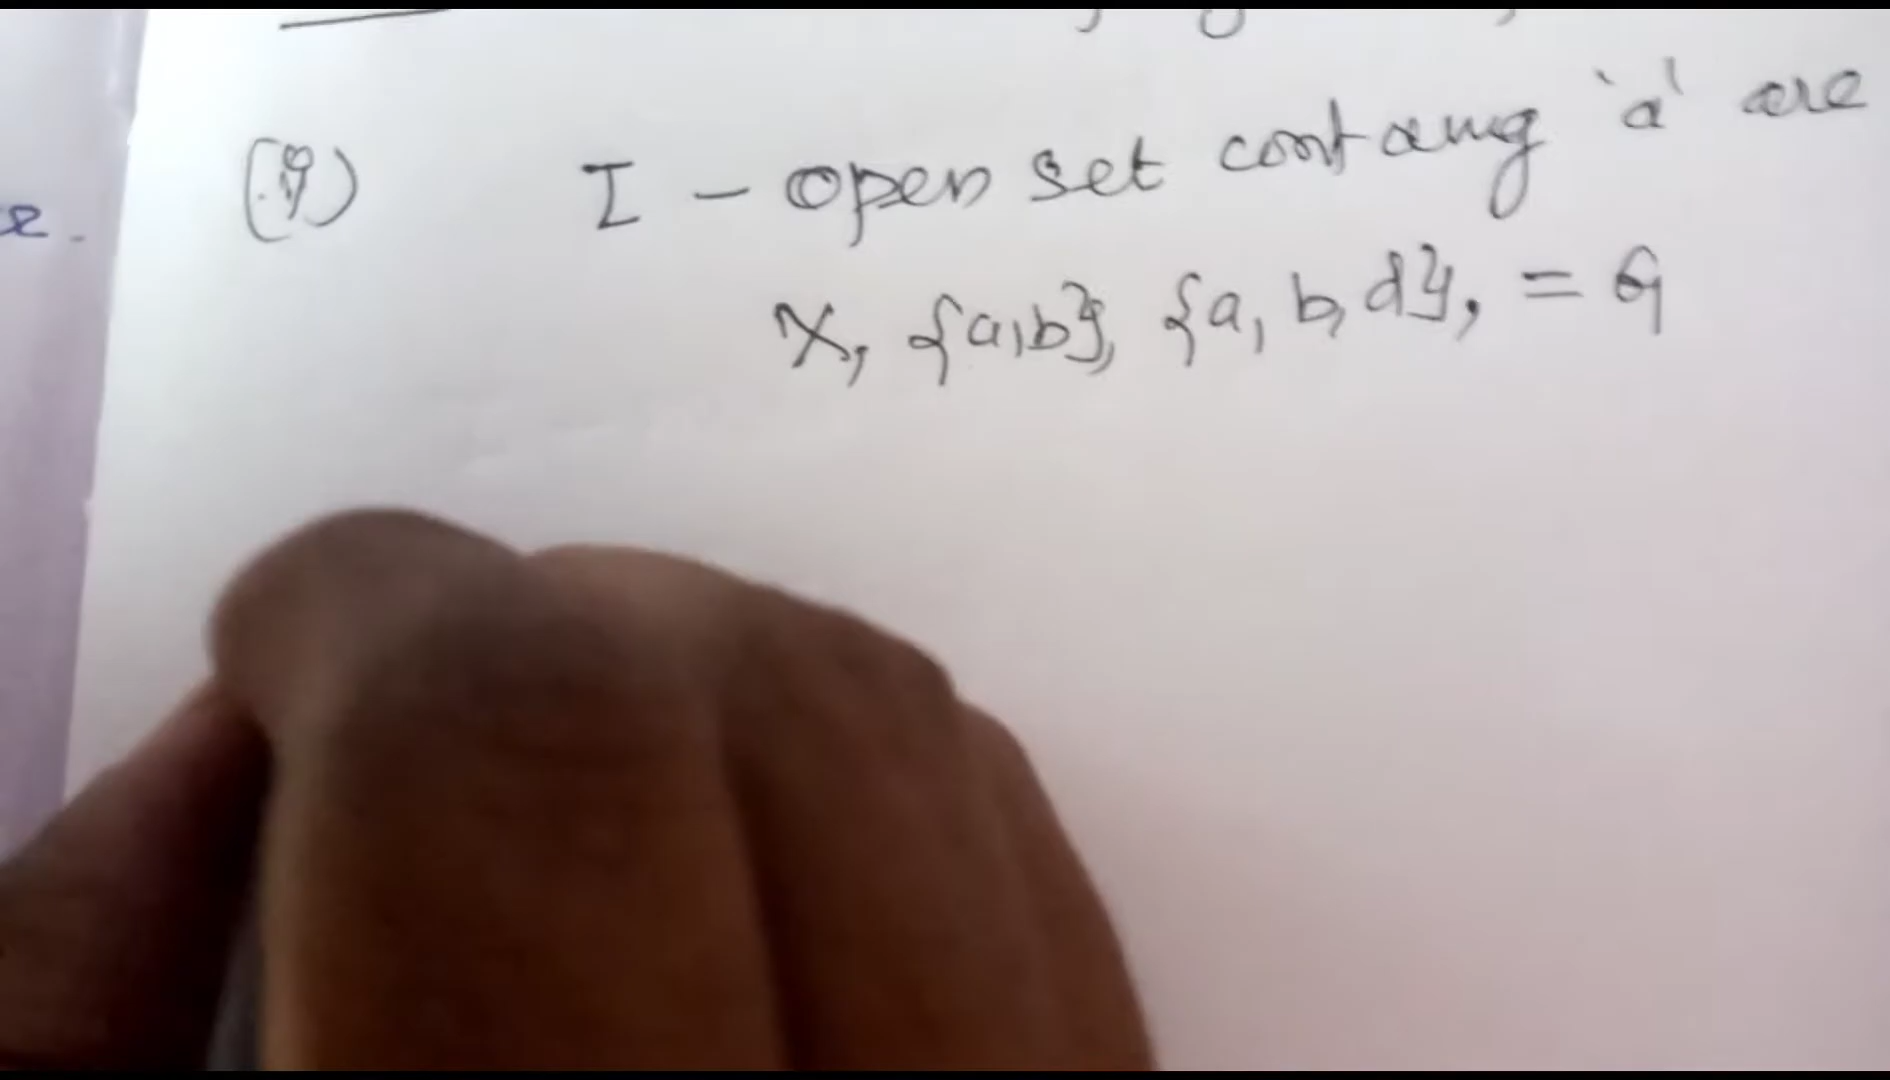 (i) I - open set containg 'a' are
X, {a,b}, {a, b, d}, = G